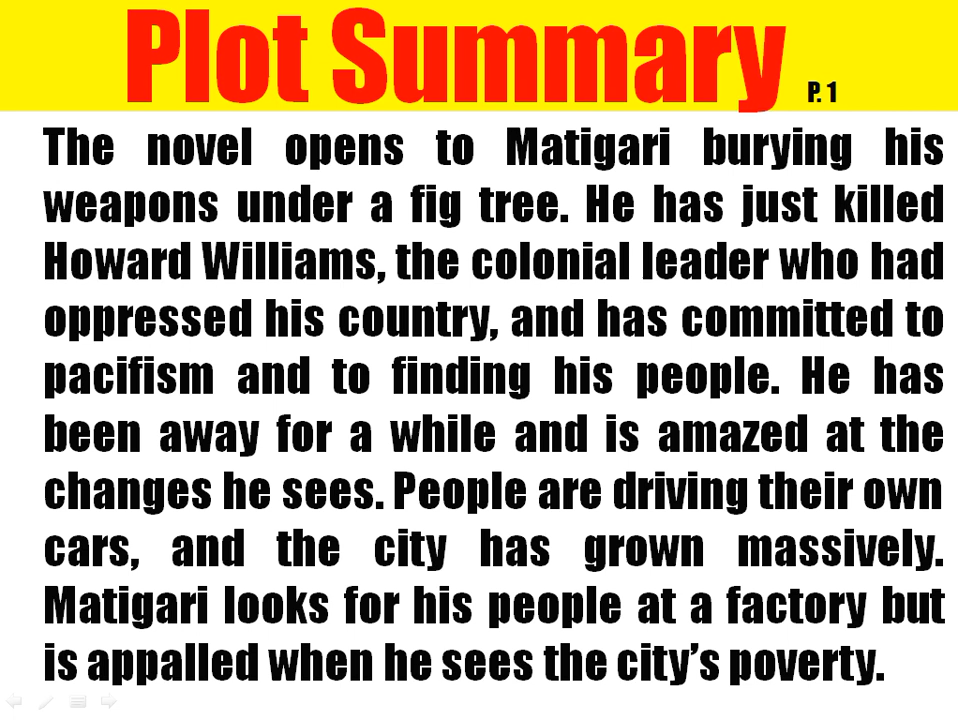 Plot Summary P. 1
The novel opens to Matigari burying his
weapons under a fig tree. He has just killed
Howard Williams, the colonial leader who had
oppressed his country, and has committed to
pacifism and to finding his people. He has
been away for a while and is amazed at the
changes he sees. People are driving their own
cars, and the city has grown massively.
Matigari looks for his people at a factory but
is appalled when he sees the city’s poverty.